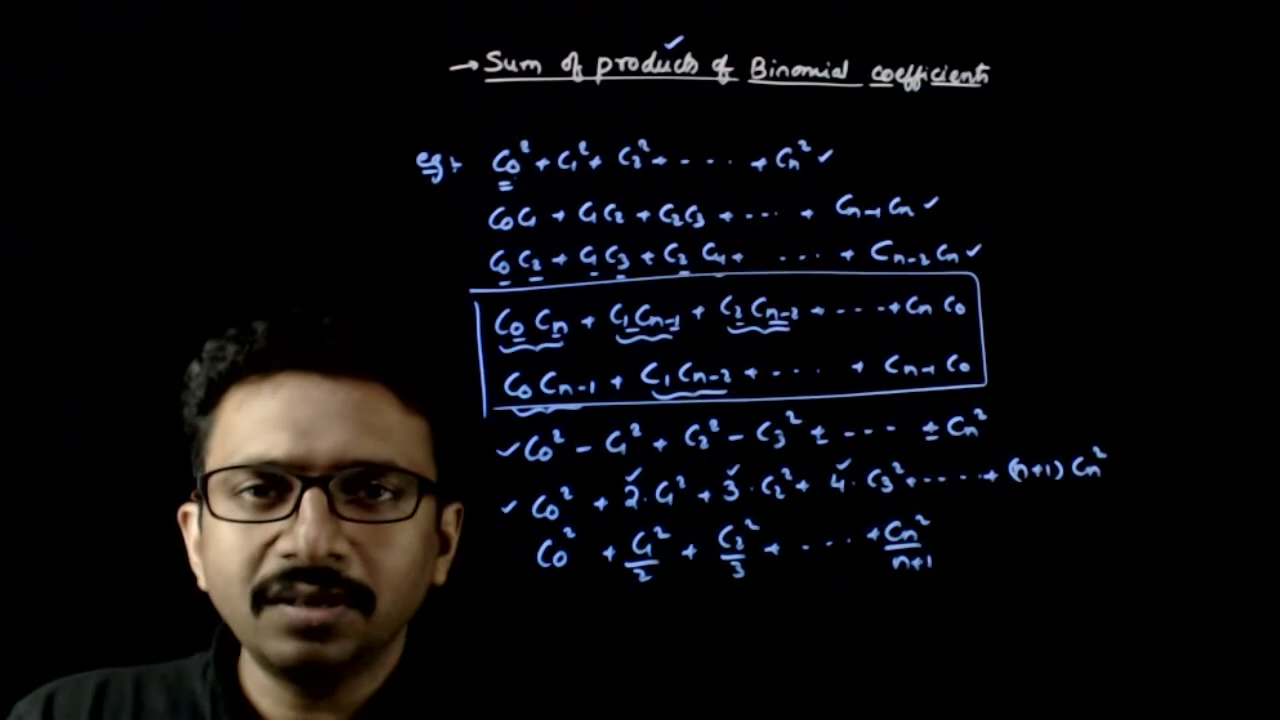 → Sum of products of Binomial coefficients
eg: C₀² + C₁² + C₂² + .... + Cₙ² ✓
C₀C₁ + C₁C₂ + C₂C₃ + .... + Cₙ₋₁Cₙ ✓
C₀C₂ + C₁C₃ + C₂C₄ + .... + Cₙ₋₂Cₙ ✓
C₀Cₙ + C₁Cₙ₋₁ + C₂Cₙ₋₂ + .... + CₙC₀
C₀Cₙ₋₁ + C₁Cₙ₋₂ + .... + Cₙ₋₁C₀
✓ C₀² - C₁² + C₂² - C₃² ± .... ± Cₙ²
✓ C₀² + 2·C₁² + 3·C₂² + 4·C₃² + .... + (n+1)Cₙ²
C₀² + C₁²/2 + C₂²/3 + .... + Cₙ²/n+1